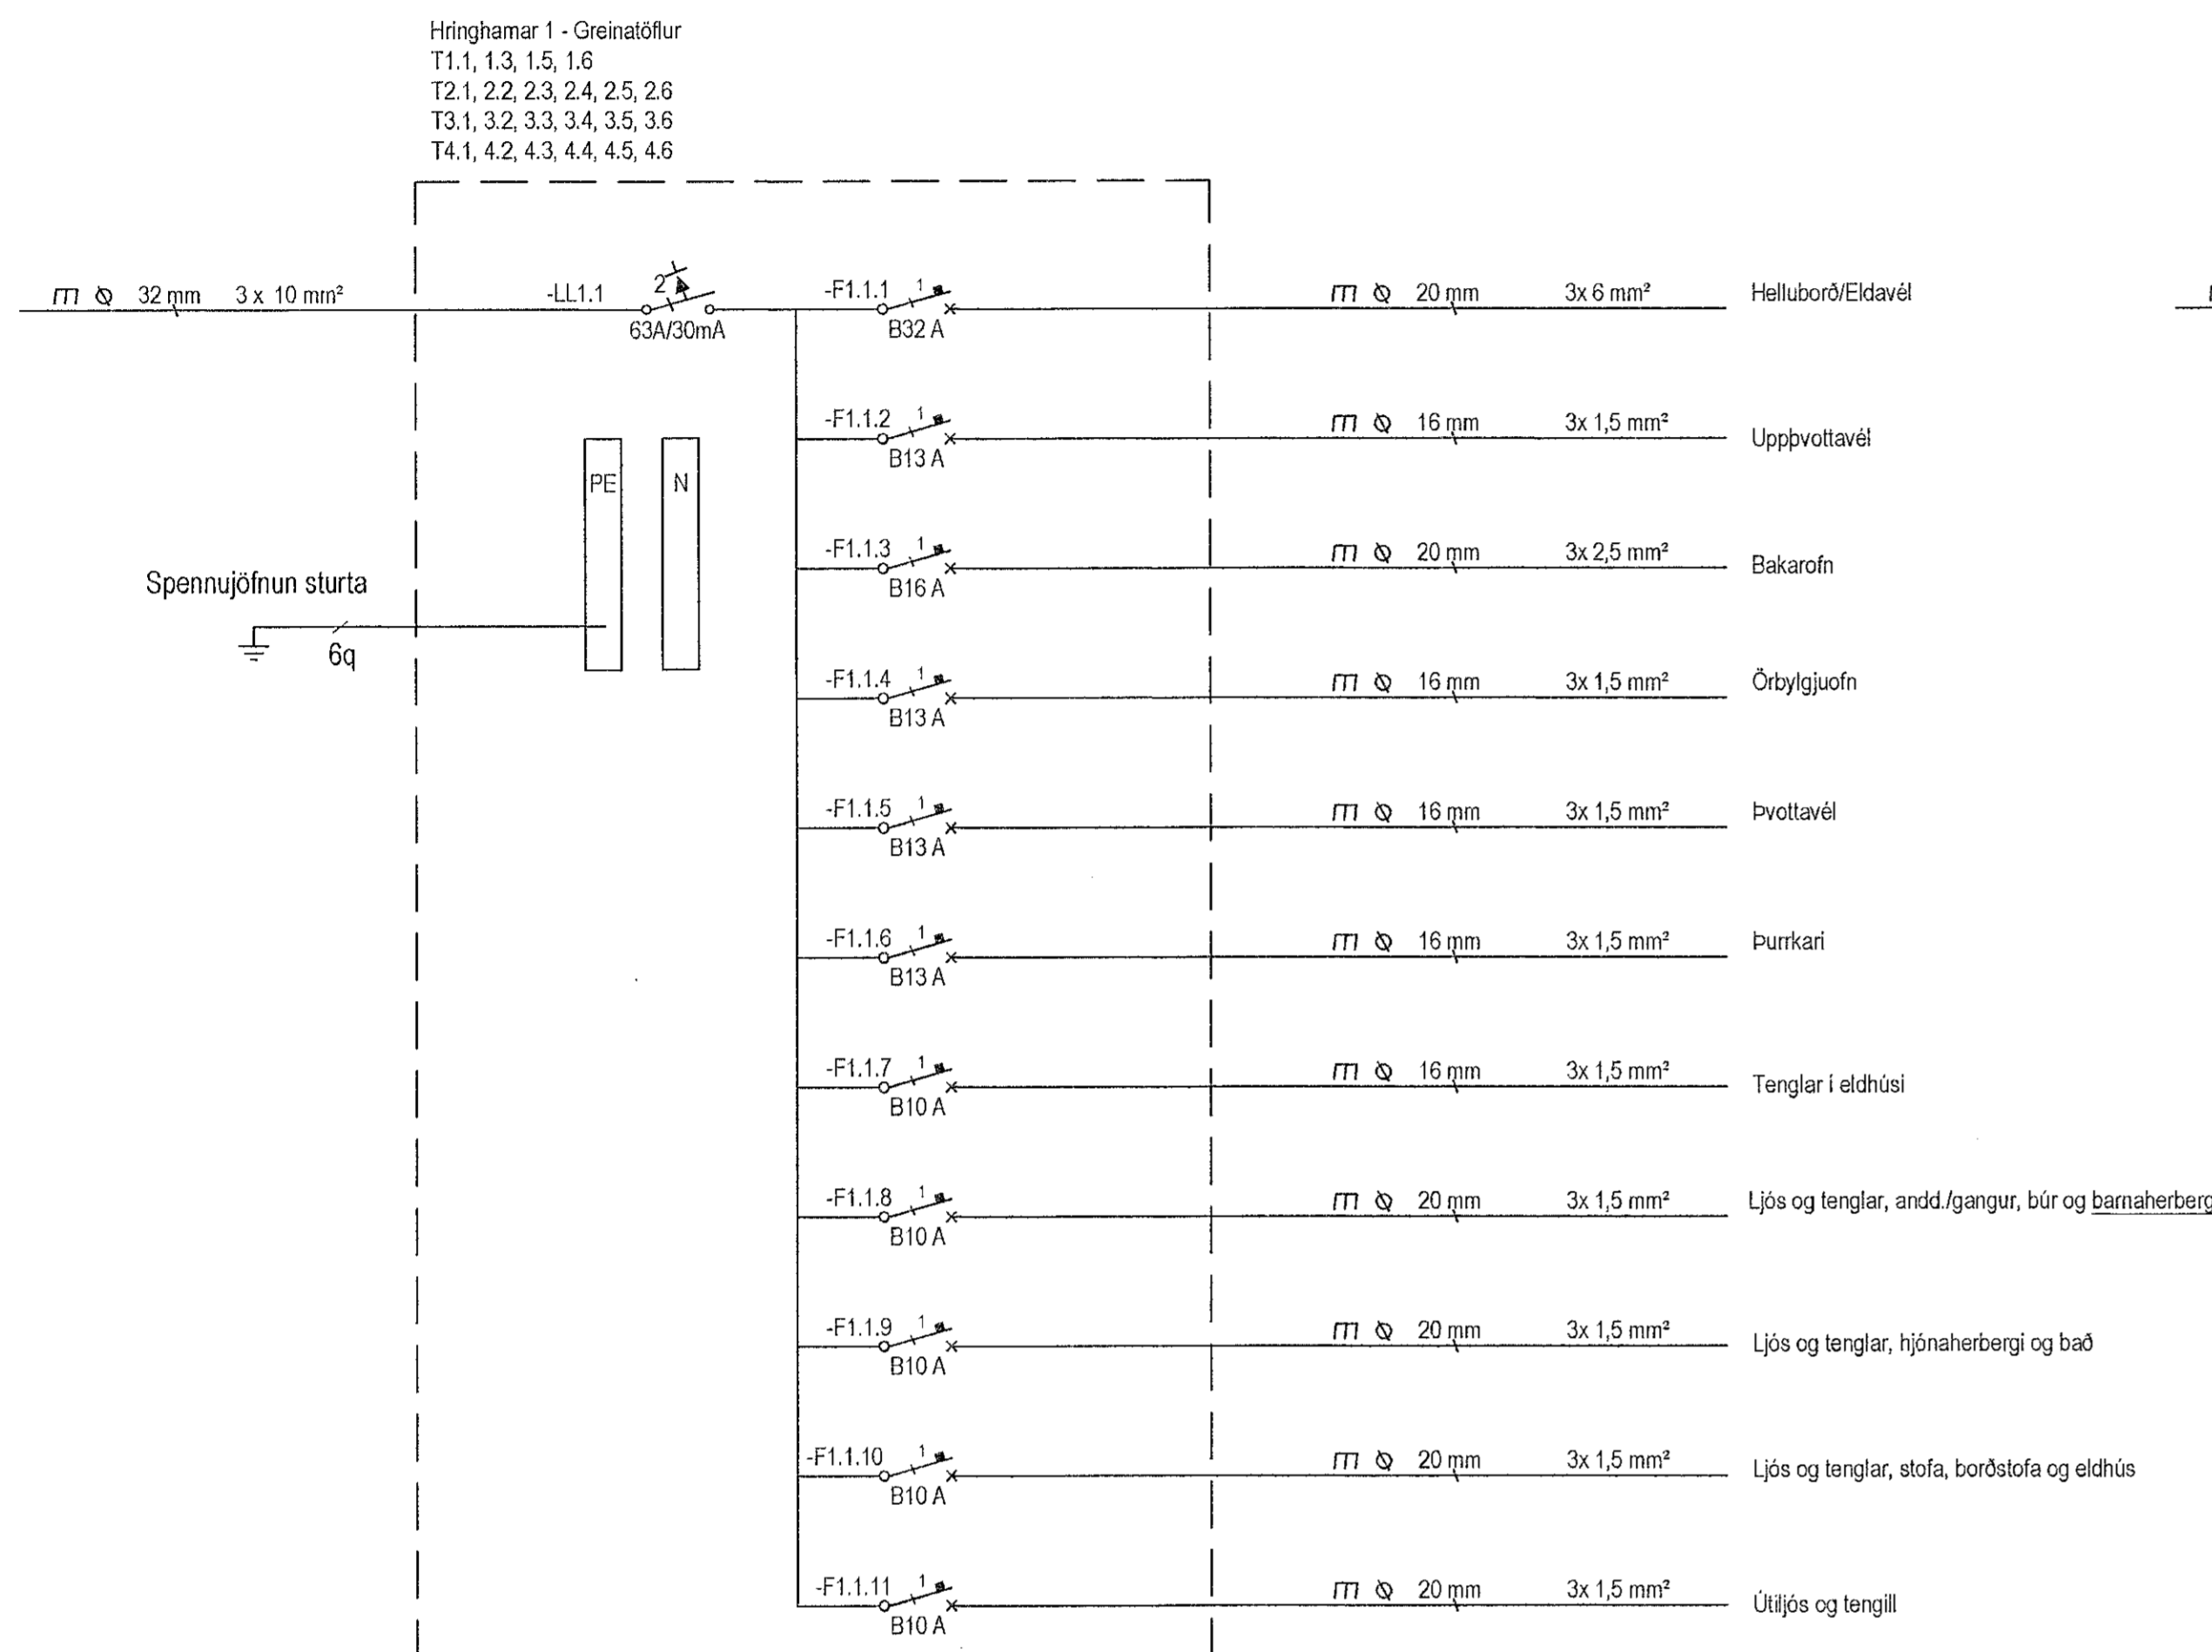 Hringhamar 1 - Greinatöflur
T1.1, 1.3, 1.5, 1.6
T2.1, 2.2, 2.3, 2.4, 2.5, 2.6
T3.1, 3.2, 3.3, 3.4, 3.5, 3.6
T4.1, 4.2, 4.3, 4.4, 4.5, 4.6
32 mm 3 x 10 mm² -LL1.1 2 -F1.1.1 1 20 mm 3x 6 mm² Helluborð/Eldavél
63A/30mA B32 A
-F1.1.2 1 16 mm 3x 1,5 mm² Uppþvottavél
B13 A
PE N
-F1.1.3 1 20 mm 3x 2,5 mm² Bakarofn
B16 A
Spennujöfnun sturta
6q
-F1.1.4 1 16 mm 3x 1,5 mm² Örbylgjuofn
B13 A
-F1.1.5 1 16 mm 3x 1,5 mm² Þvottavél
B13 A
-F1.1.6 1 16 mm 3x 1,5 mm² Þurrkari
B13 A
-F1.1.7 1 16 mm 3x 1,5 mm² Tenglar í eldhúsi
B10 A
-F1.1.8 1 20 mm 3x 1,5 mm² Ljós og tenglar, andd./gangur, búr og barnaherberg
B10 A
-F1.1.9 1 20 mm 3x 1,5 mm² Ljós og tenglar, hjónaherbergi og bað
B10 A
-F1.1.10 1 20 mm 3x 1,5 mm² Ljós og tenglar, stofa, borðstofa og eldhús
B10 A
-F1.1.11 1 20 mm 3x 1,5 mm² Útiljós og tengill
B10 A